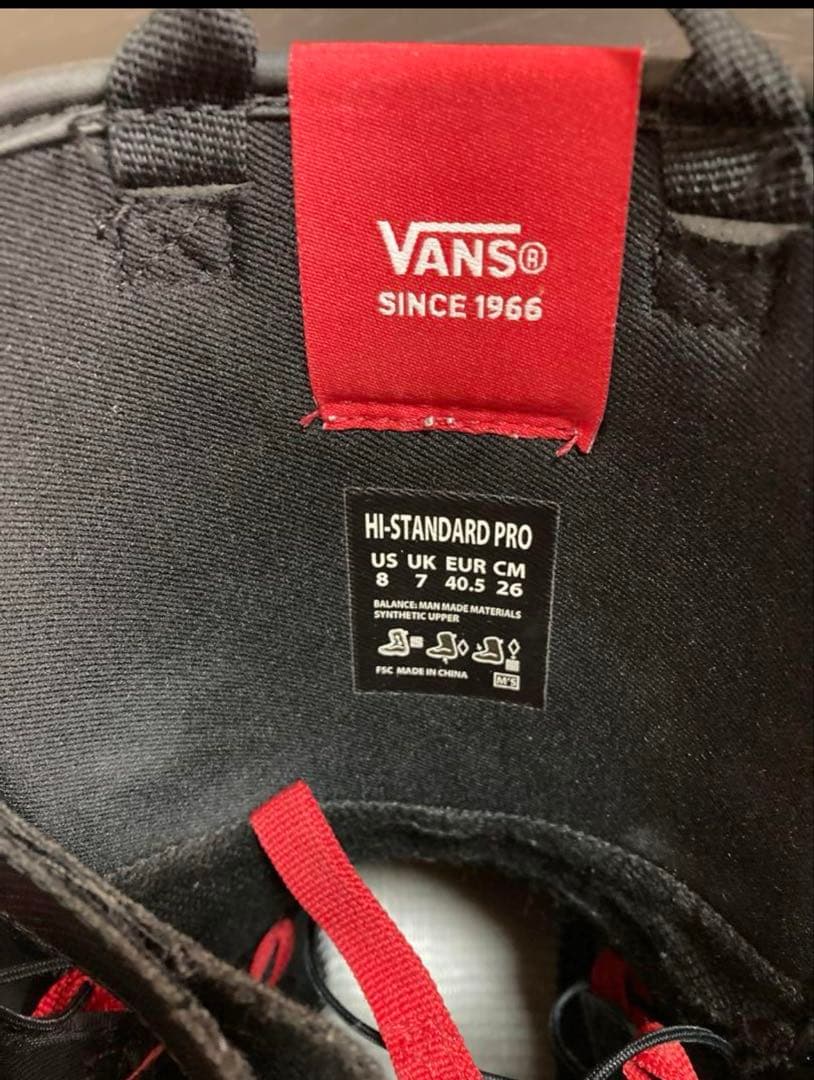 VANS®
SINCE 1966
HI-STANDARD PRO
US UK EUR CM
8 7 40.5 26
BALANCE: MAN MADE MATERIALS
SYNTHETIC UPPER
FSC MADE IN CHINA
M'S